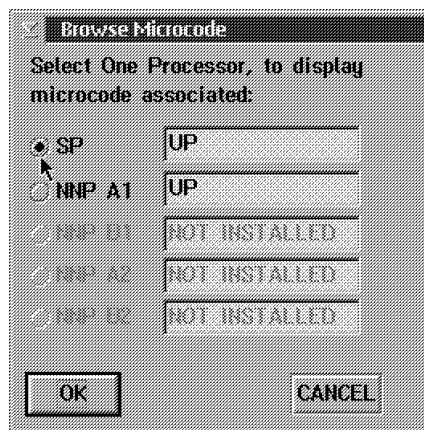 Browse Microcode
Select One Processor, to display
microcode associated:
SP UP
NNP A1 UP
NNP B1 NOT INSTALLED
NNP A2 NOT INSTALLED
NNP B2 NOT INSTALLED
OK CANCEL